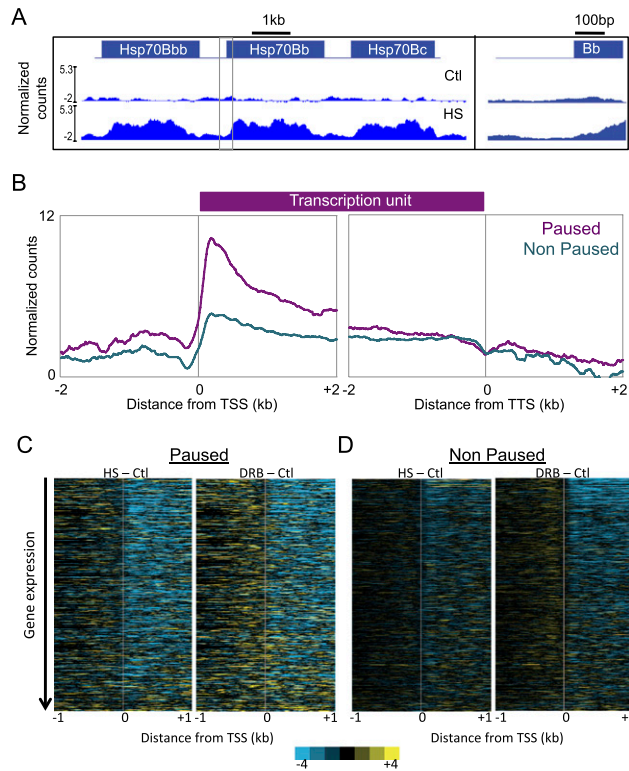 A
1kb
100bp
Hsp70Bbb
Hsp70Bb
Hsp70Bc
Bb
Normalized
counts
5.3
-2
Ctl
5.3
-2
HS
B
Transcription unit
12
Paused
Non Paused
Normalized counts
0
-2
0
+2
-2
0
+2
Distance from TSS (kb)
Distance from TTS (kb)
C
Paused
D
Non Paused
HS – Ctl
DRB – Ctl
HS – Ctl
DRB – Ctl
Gene expression
-1
0
+1
-1
0
+1
-1
0
+1
-1
0
+1
Distance from TSS (kb)
Distance from TSS (kb)
-4
+4